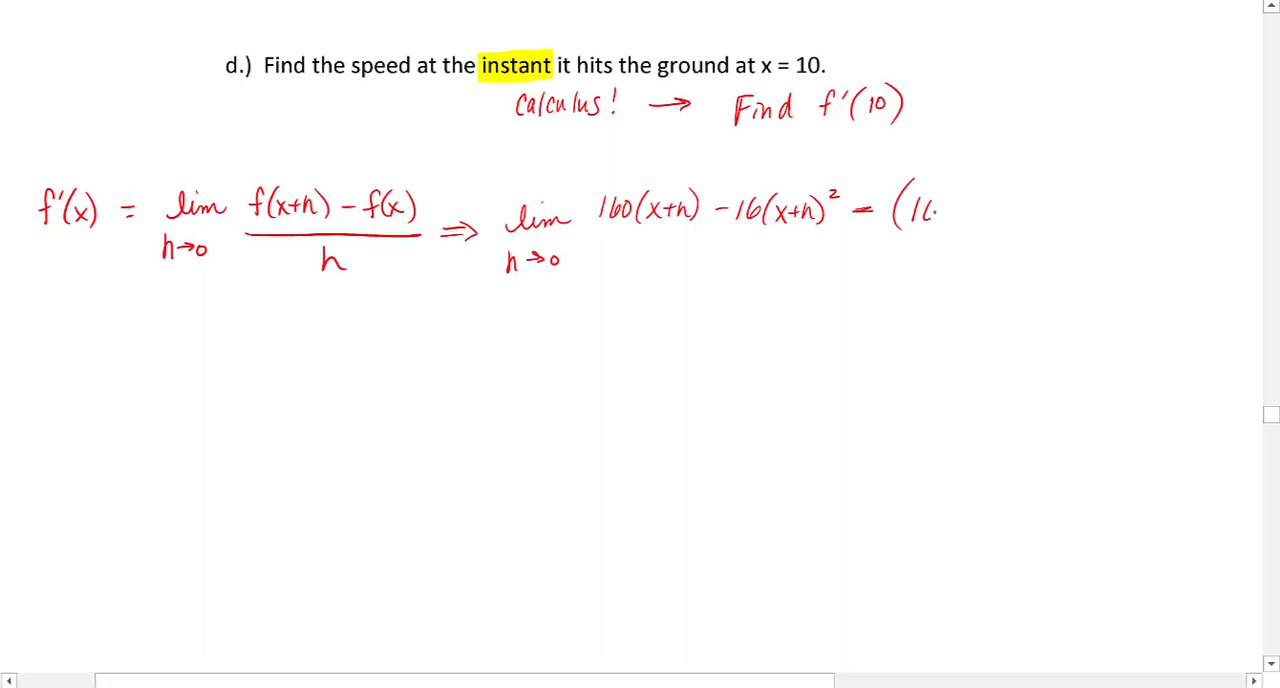 d.) Find the speed at the instant it hits the ground at x = 10.
Calculus! → Find f'(10)
f'(x) = lim h→0 f(x+h) - f(x) / h ⇒ lim h→0 160(x+h) - 16(x+h)² - (16